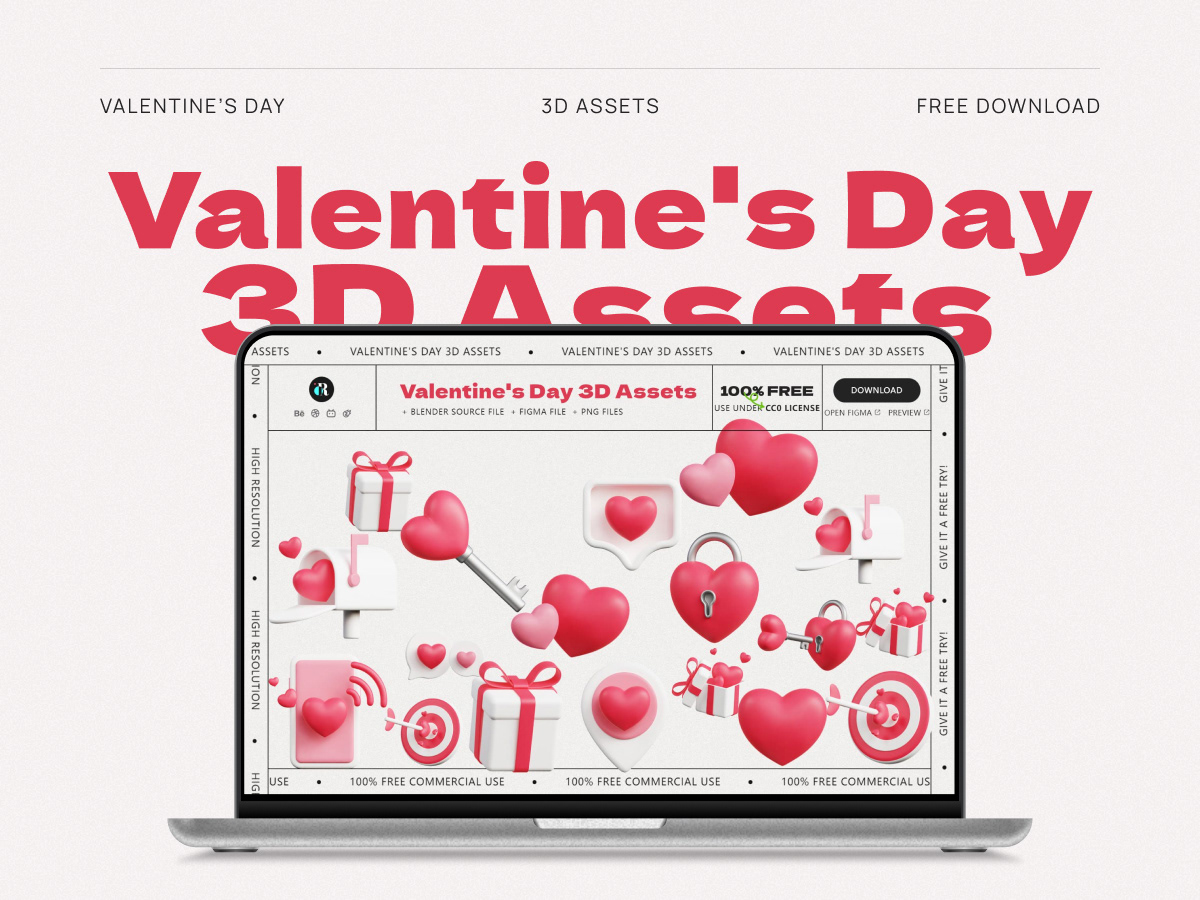 VALENTINE'S DAY
3D ASSETS
FREE DOWNLOAD
Valentine's Day
3D Assets
ASSETS • VALENTINE'S DAY 3D ASSETS • VALENTINE'S DAY 3D ASSETS • VALENTINE'S DAY 3D ASSETS
Bē
Valentine's Day 3D Assets
+ BLENDER SOURCE FILE + FIGMA FILE + PNG FILES
100% FREE
USE UNDER CC0 LICENSE
DOWNLOAD
OPEN FIGMA PREVIEW
ION • HIGH RESOLUTION • HIGH RESOLUTION • HIG
GIVE IT • GIVE IT A FREE TRY! • GIVE IT A FREE TRY! •
USE • 100% FREE COMMERCIAL USE • 100% FREE COMMERCIAL USE • 100% FREE COMMERCIAL US